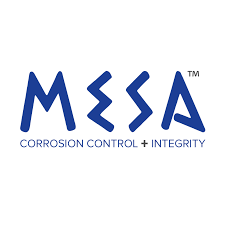 MESA™
CORROSION CONTROL + INTEGRITY